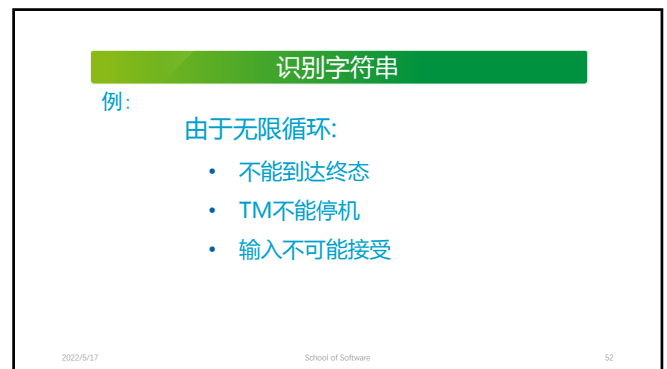 识别字符串
例:
由于无限循环:
• 不能到达终态
• TM不能停机
• 输入不可能接受
2022/5/17 School of Software 52